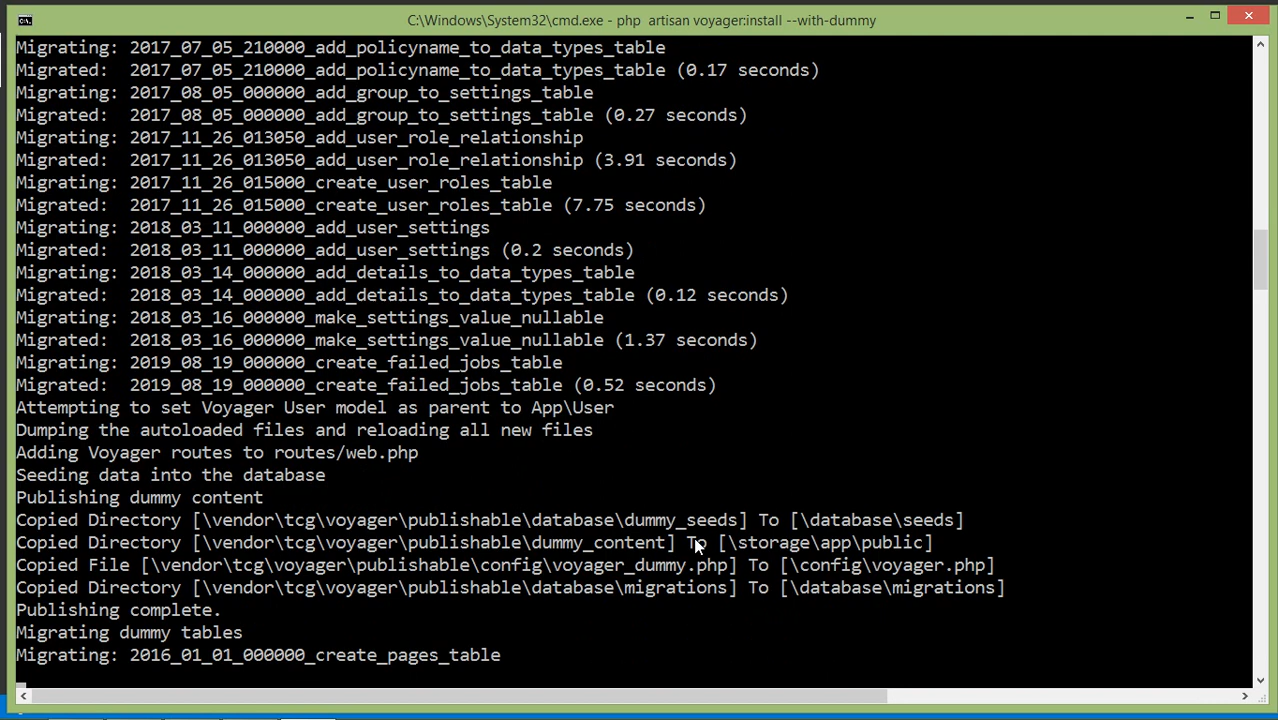 C:\Windows\System32\cmd.exe - php  artisan voyager:install --with-dummy
Migrating: 2017_07_05_210000_add_policyname_to_data_types_table
Migrated:  2017_07_05_210000_add_policyname_to_data_types_table (0.17 seconds)
Migrating: 2017_08_05_000000_add_group_to_settings_table
Migrated:  2017_08_05_000000_add_group_to_settings_table (0.27 seconds)
Migrating: 2017_11_26_013050_add_user_role_relationship
Migrated:  2017_11_26_013050_add_user_role_relationship (3.91 seconds)
Migrating: 2017_11_26_015000_create_user_roles_table
Migrated:  2017_11_26_015000_create_user_roles_table (7.75 seconds)
Migrating: 2018_03_11_000000_add_user_settings
Migrated:  2018_03_11_000000_add_user_settings (0.2 seconds)
Migrating: 2018_03_14_000000_add_details_to_data_types_table
Migrated:  2018_03_14_000000_add_details_to_data_types_table (0.12 seconds)
Migrating: 2018_03_16_000000_make_settings_value_nullable
Migrated:  2018_03_16_000000_make_settings_value_nullable (1.37 seconds)
Migrating: 2019_08_19_000000_create_failed_jobs_table
Migrated:  2019_08_19_000000_create_failed_jobs_table (0.52 seconds)
Attempting to set Voyager User model as parent to App\User
Dumping the autoloaded files and reloading all new files
Adding Voyager routes to routes/web.php
Seeding data into the database
Publishing dummy content
Copied Directory [\vendor\tcg\voyager\publishable\database\dummy_seeds] To [\database\seeds]
Copied Directory [\vendor\tcg\voyager\publishable\dummy_content] To [\storage\app\public]
Copied File [\vendor\tcg\voyager\publishable\config\voyager_dummy.php] To [\config\voyager.php]
Copied Directory [\vendor\tcg\voyager\publishable\database\migrations] To [\database\migrations]
Publishing complete.
Migrating dummy tables
Migrating: 2016_01_01_000000_create_pages_table